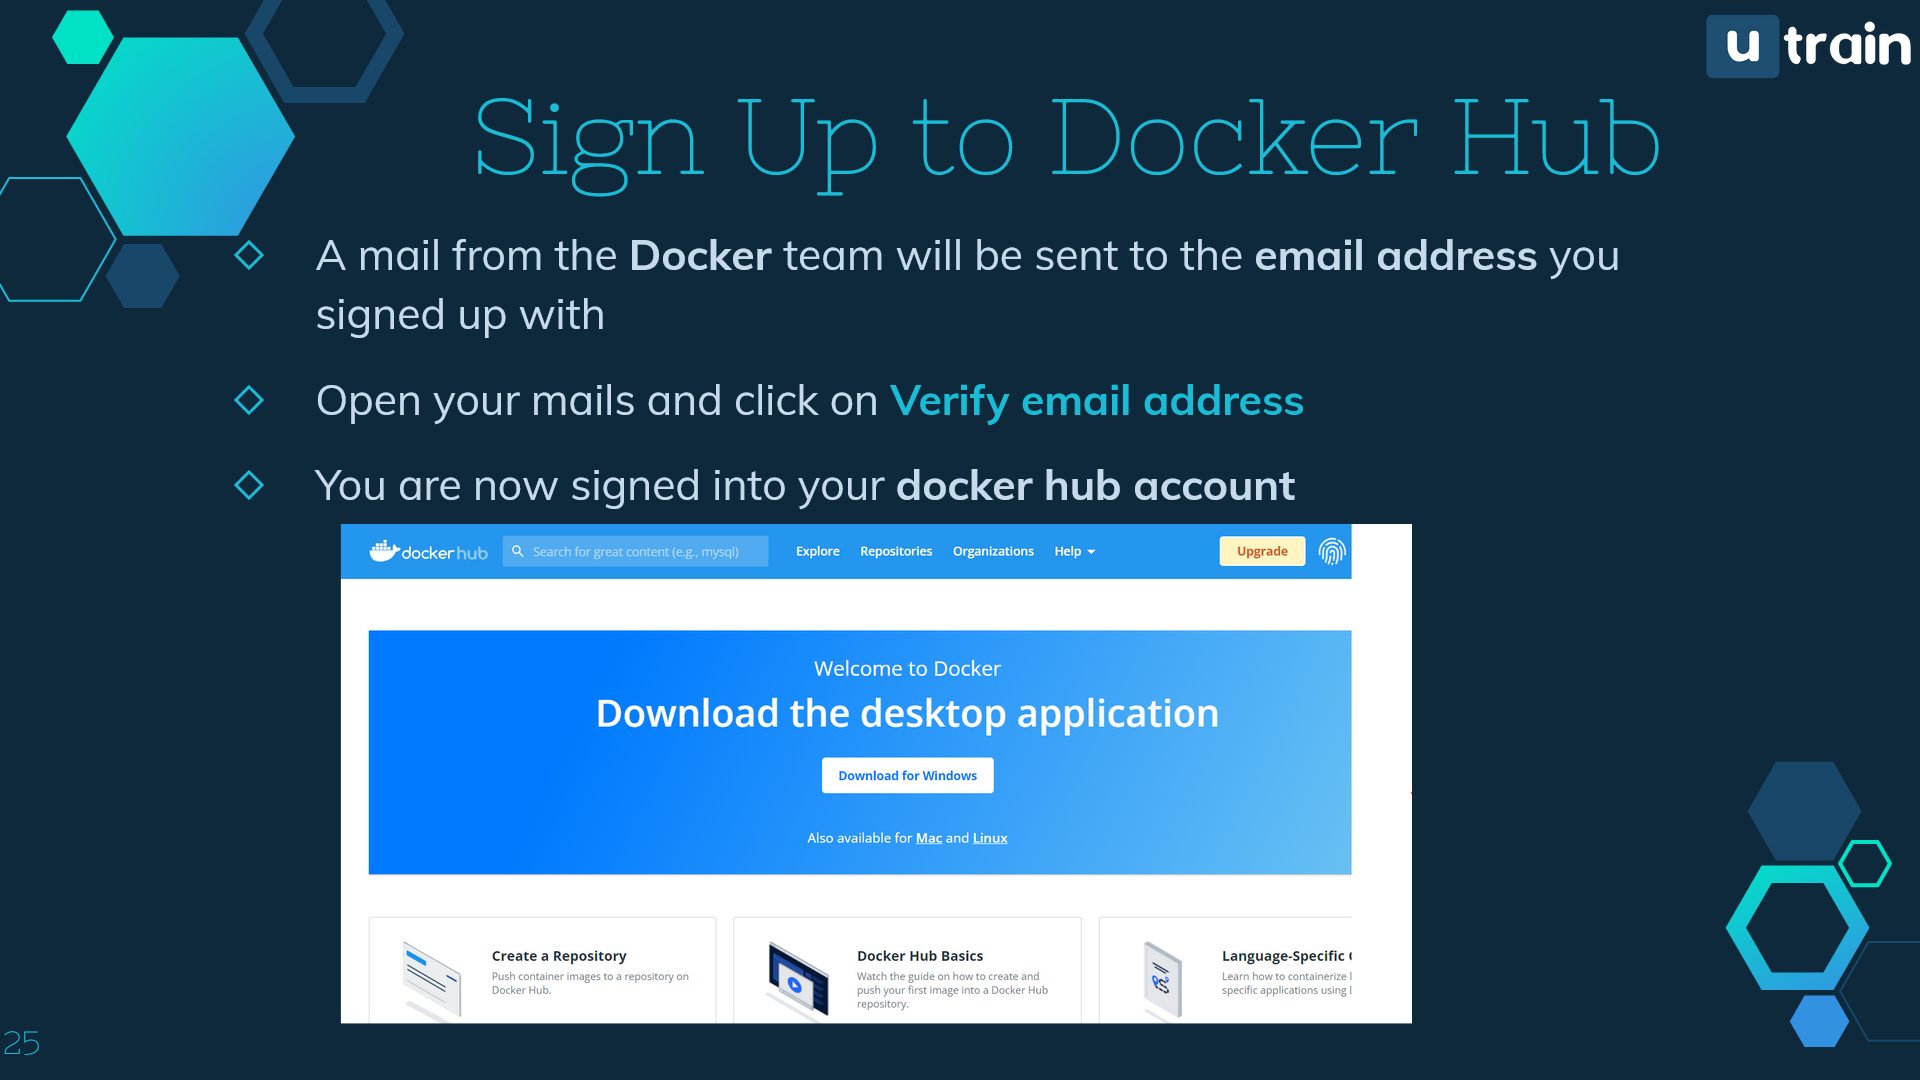 u train
Sign Up to Docker Hub
A mail from the Docker team will be sent to the email address you
signed up with
Open your mails and click on Verify email address
You are now signed into your docker hub account
docker hub
Search for great content (e.g., mysql)
Explore Repositories Organizations Help
Upgrade
Welcome to Docker
Download the desktop application
Download for Windows
Also available for Mac and Linux
Create a Repository
Push container images to a repository on
Docker Hub.
Docker Hub Basics
Watch the guide on how to create and
push your first image into a Docker Hub
repository.
Language-Specific
Learn how to containerize
specific applications using
25